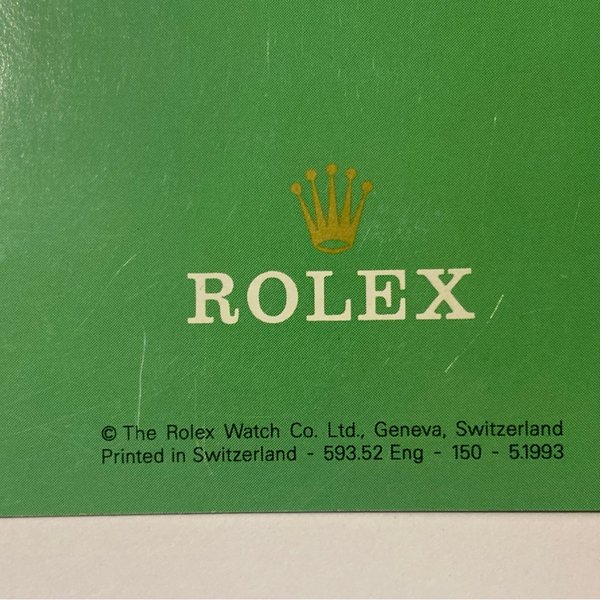 ROLEX
© The Rolex Watch Co. Ltd., Geneva, Switzerland
Printed in Switzerland - 593.52 Eng - 150 - 5.1993